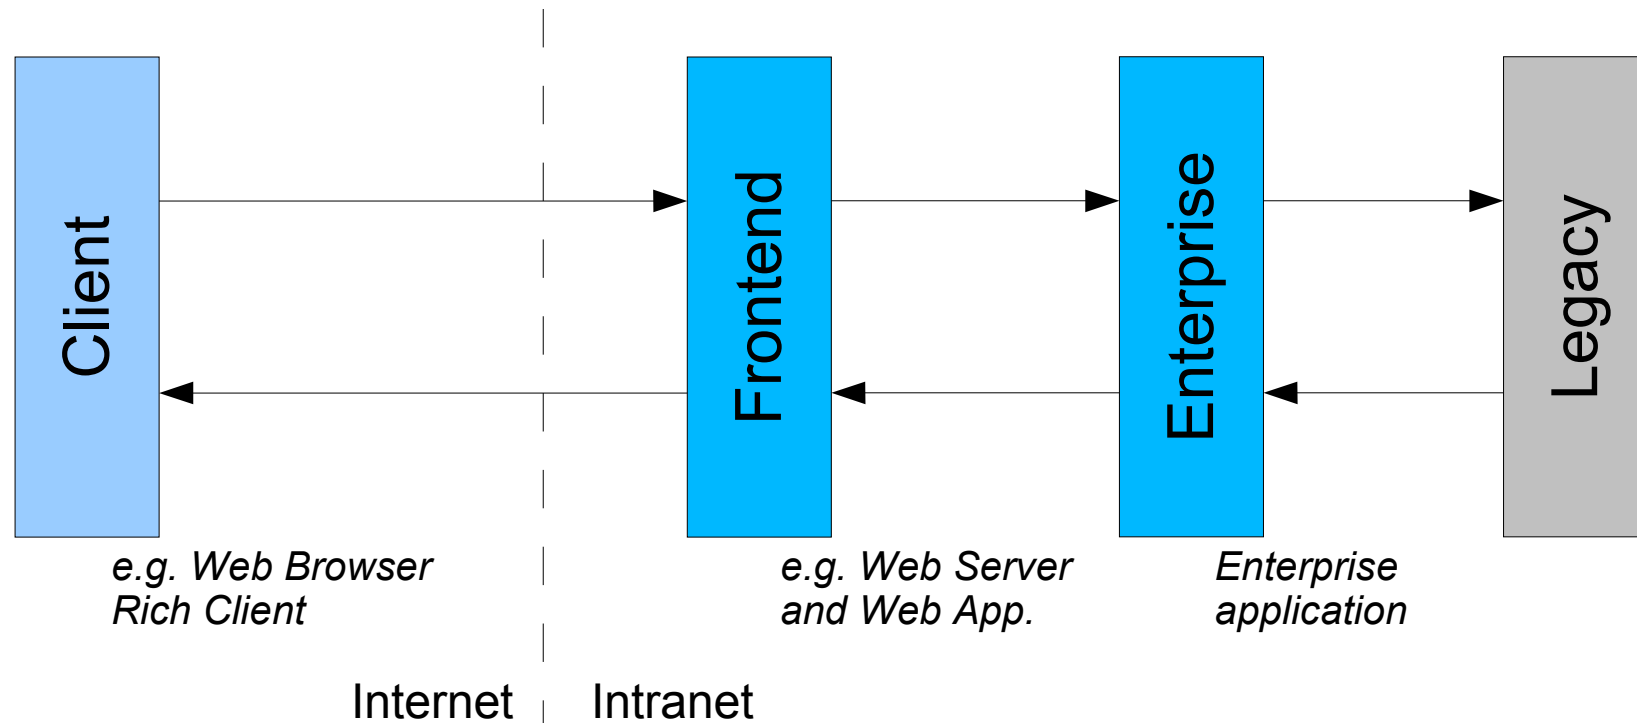 Client
Frontend
Enterprise
Legacy
e.g. Web Browser
Rich Client
e.g. Web Server
and Web App.
Enterprise
application
Internet
Intranet